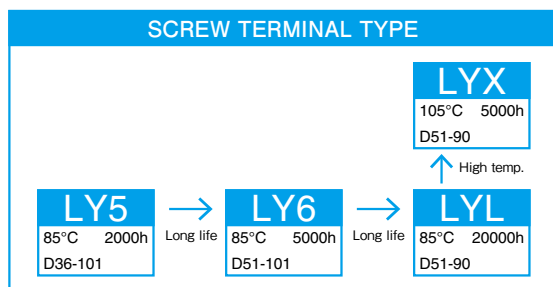 SCREW TERMINAL TYPE
LYX
105°C 5000h
D51-90
High temp.
LY5
85°C 2000h
D36-101
Long life
LY6
85°C 5000h
D51-101
Long life
LYL
85°C 20000h
D51-90